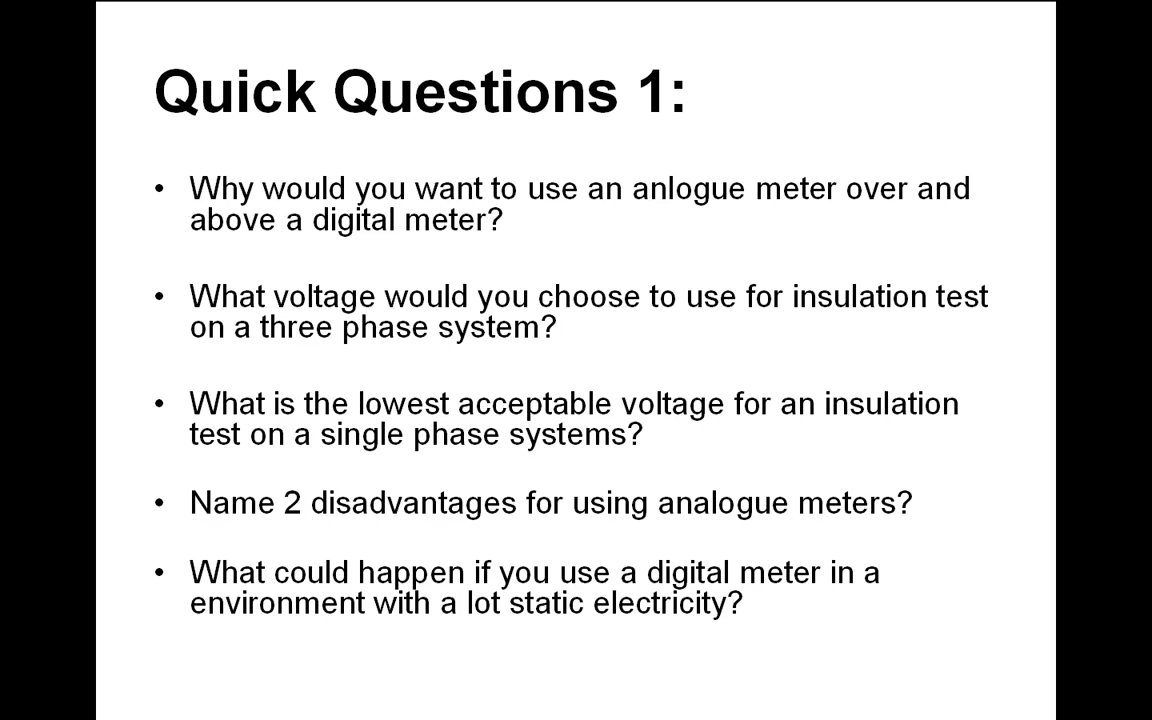 Quick Questions 1:
• Why would you want to use an anlogue meter over and
above a digital meter?
• What voltage would you choose to use for insulation test
on a three phase system?
• What is the lowest acceptable voltage for an insulation
test on a single phase systems?
• Name 2 disadvantages for using analogue meters?
• What could happen if you use a digital meter in a
environment with a lot static electricity?